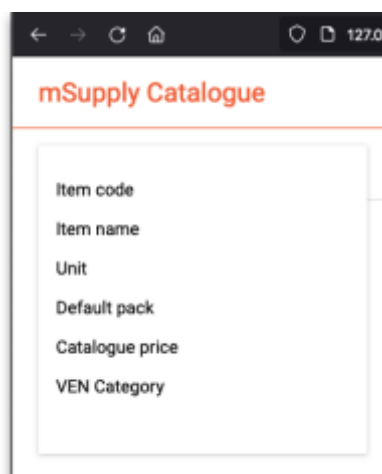 127.0
mSupply Catalogue
Item code
Item name
Unit
Default pack
Catalogue price
VEN Category